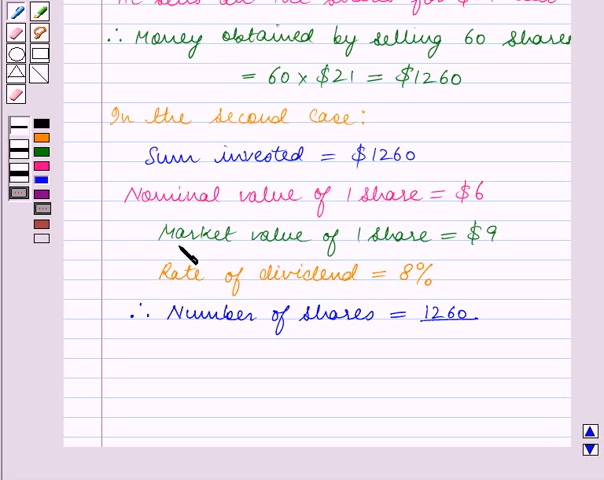 ∴ Money obtained by selling 60 shares
= 60 × $21 = $1260
In the second case:
Sum invested = $1260
Nominal value of 1 share = $6
Market value of 1 share = $9
Rate of dividend = 8%
∴ Number of shares = 1260